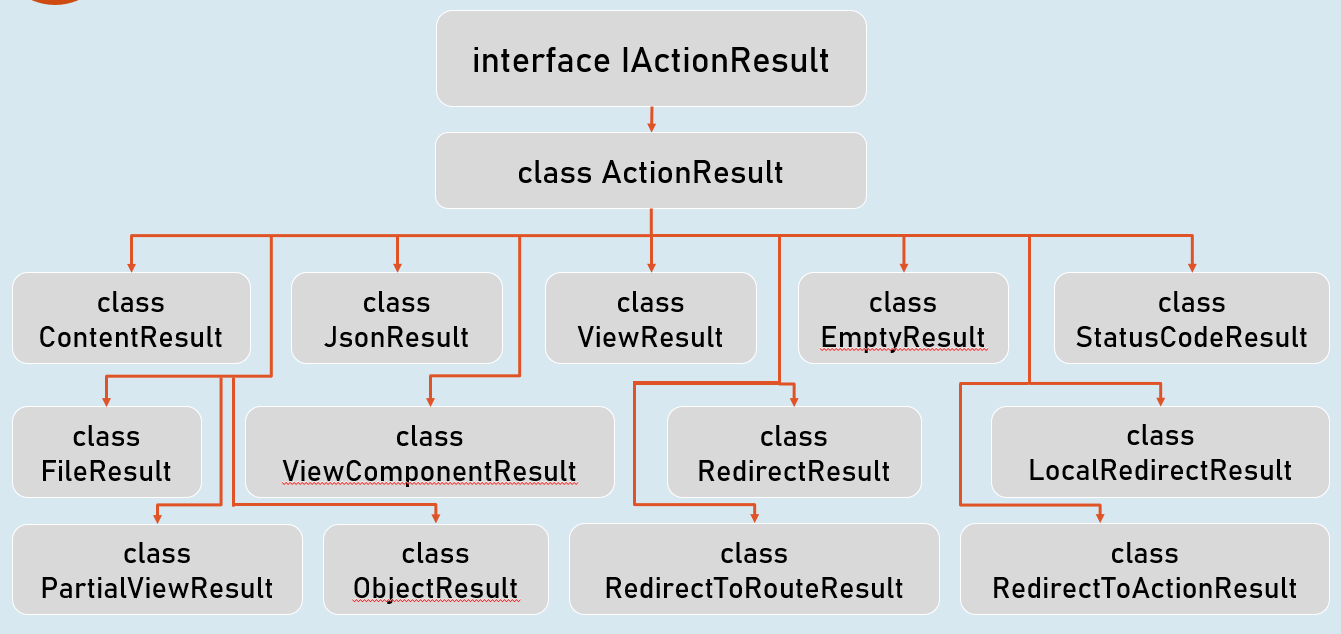 interface IActionResult
class ActionResult
class
ContentResult
class
JsonResult
class
ViewResult
class
EmptyResult
class
StatusCodeResult
class
FileResult
class
ViewComponentResult
class
RedirectResult
class
LocalRedirectResult
class
PartialViewResult
class
ObjectResult
class
RedirectToRouteResult
class
RedirectToActionResult